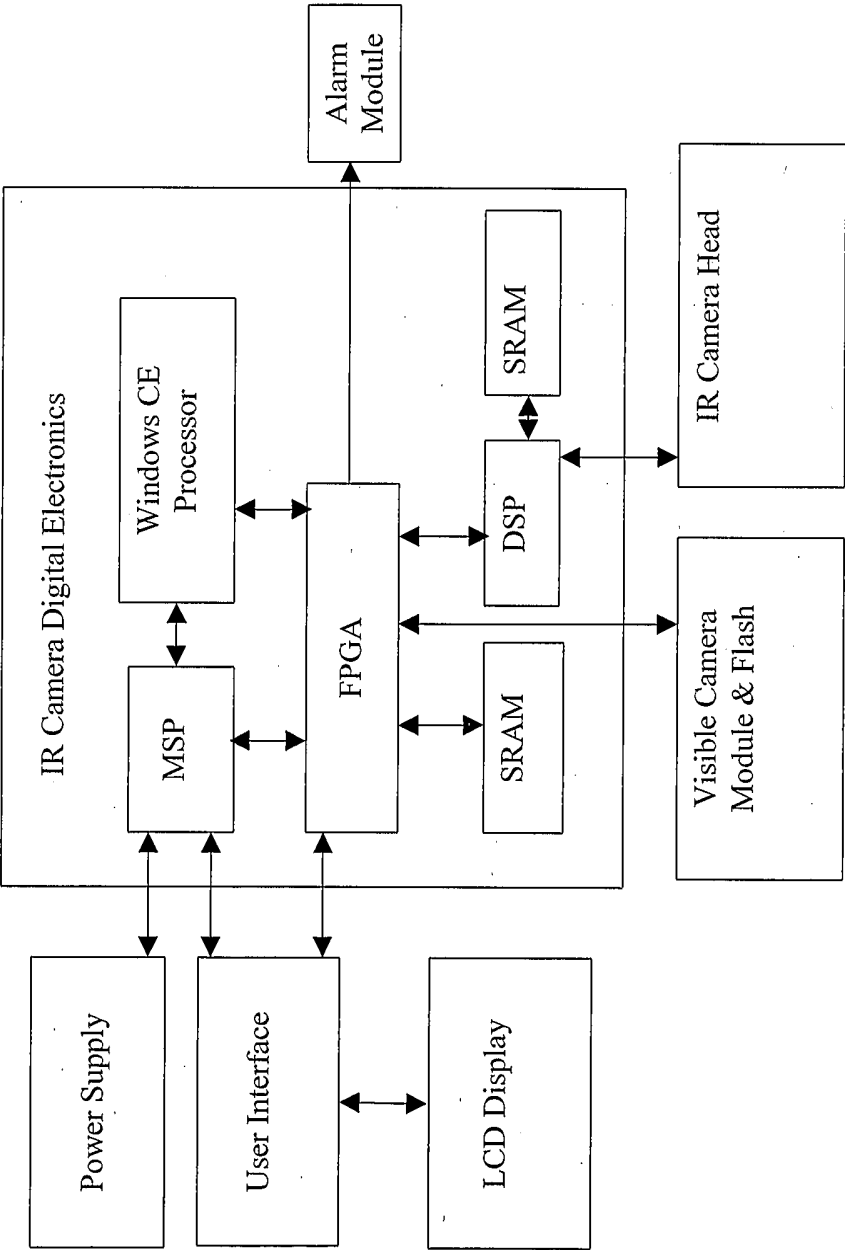 IR Camera Digital Electronics
Power Supply
MSP
Windows CE
Processor
User Interface
FPGA
Alarm
Module
LCD Display
SRAM
DSP
SRAM
Visible Camera
Module & Flash
IR Camera Head